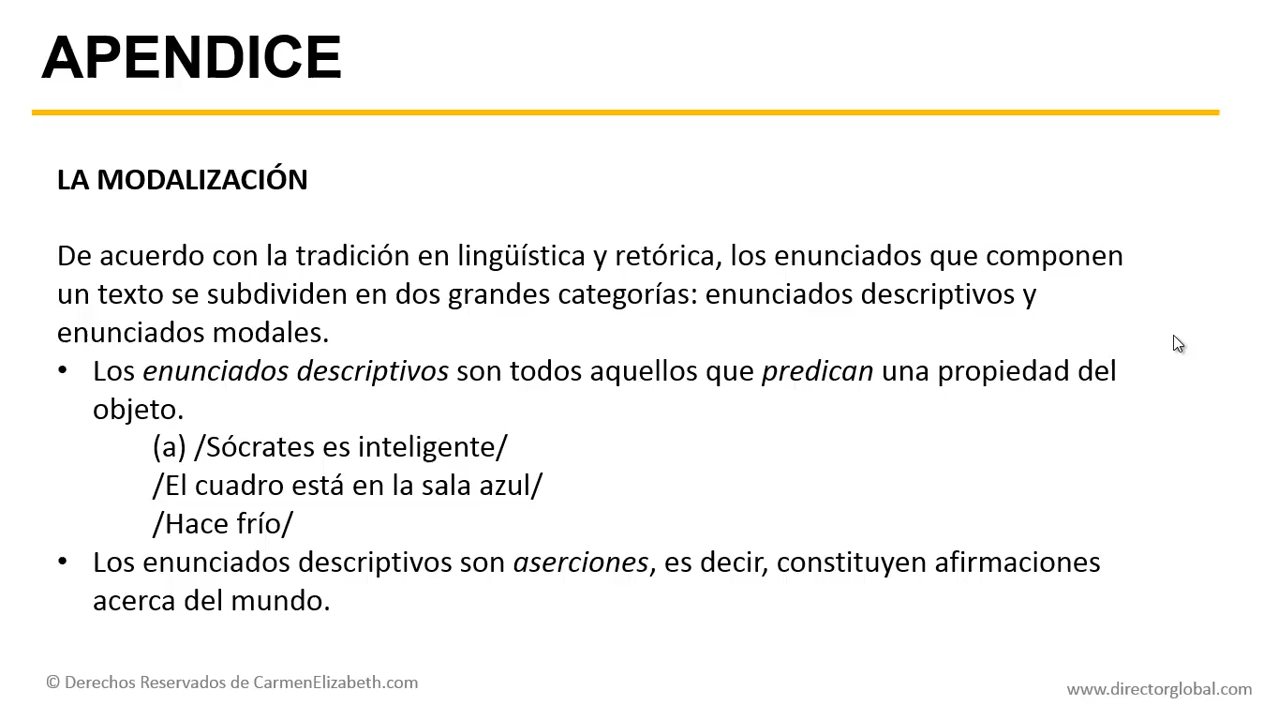 APENDICE
LA MODALIZACIÓN
De acuerdo con la tradición en lingüística y retórica, los enunciados que componen
un texto se subdividen en dos grandes categorías: enunciados descriptivos y
enunciados modales.
• Los enunciados descriptivos son todos aquellos que predican una propiedad del
objeto.
(a) /Sócrates es inteligente/
/El cuadro está en la sala azul/
/Hace frío/
• Los enunciados descriptivos son aserciones, es decir, constituyen afirmaciones
acerca del mundo.
© Derechos Reservados de CarmenElizabeth.com
www.directorglobal.com